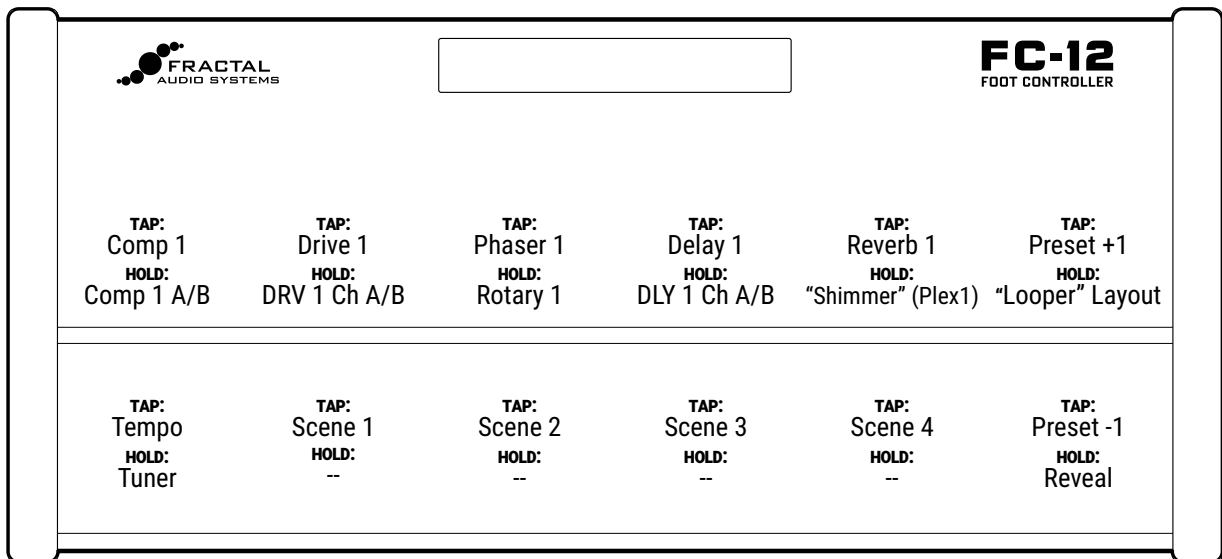 FRACTAL
AUDIO SYSTEMS
FC-12
FOOT CONTROLLER
TAP:
Comp 1
HOLD:
Comp 1 A/B
TAP:
Drive 1
HOLD:
DRV 1 Ch A/B
TAP:
Phaser 1
HOLD:
Rotary 1
TAP:
Delay 1
HOLD:
DLY 1 Ch A/B
TAP:
Reverb 1
HOLD:
“Shimmer” (Plex1)
TAP:
Preset +1
HOLD:
“Looper” Layout
TAP:
Tempo
HOLD:
Tuner
TAP:
Scene 1
HOLD:
--
TAP:
Scene 2
HOLD:
--
TAP:
Scene 3
HOLD:
--
TAP:
Scene 4
HOLD:
--
TAP:
Preset -1
HOLD:
Reveal